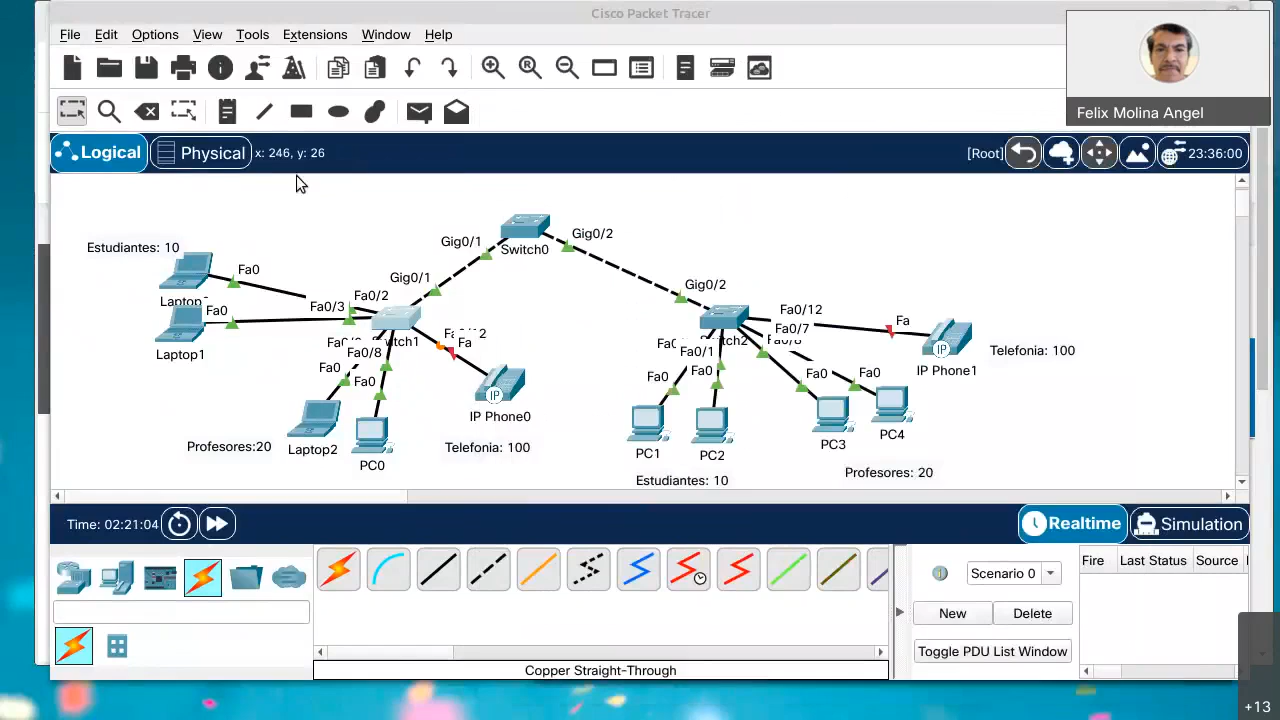 Cisco Packet Tracer
File Edit Options View Tools Extensions Window Help
Felix Molina Angel
Logical Physical x: 246, y: 26 [Root] 23:36:00
Gig0/1 Gig0/2
Switch0
Estudiantes: 10
Fa0
Gig0/1
Gig0/2
Fa0/2
Fa0/3
Fa0
Laptop1
Fa0/8
Fa
Fa0
Fa0
IP
IP Phone0
Profesores:20
Laptop2
PC0
Telefonia: 100
Fa0/12
Fa0/7
Fa
Fa0/1
Fa0
Fa0
Fa0
Fa0
IP
IP Phone1
Telefonia: 100
PC1
PC2
PC3
PC4
Estudiantes: 10
Profesores: 20
Time: 02:21:04 Realtime Simulation
Scenario 0
Fire Last Status Source
New Delete
Toggle PDU List Window
Copper Straight-Through
+13